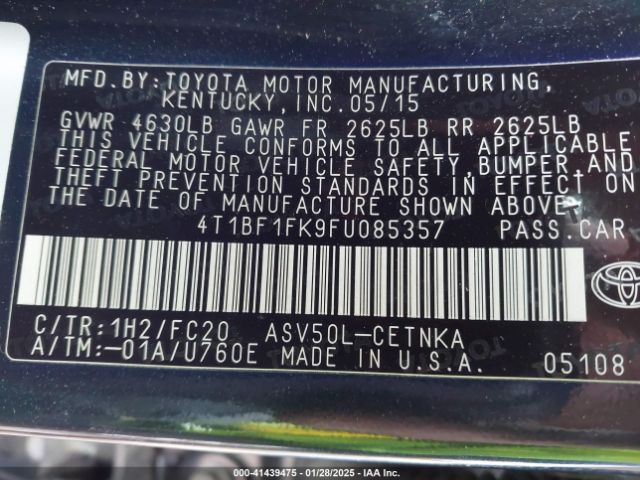 MFD. BY: TOYOTA MOTOR MANUFACTURING,
KENTUCKY, INC. 05/15
GVWR 4630LB GAWR FR 2625LB RR 2625LB
THIS VEHICLE CONFORMS TO ALL APPLICABLE
FEDERAL MOTOR VEHICLE SAFETY, BUMPER, AND
THEFT PREVENTION STANDARDS IN EFFECT ON
THE DATE OF MANUFACTURE SHOWN ABOVE.
4T1BF1FK9FU085357 PASS. CAR
C/TR: 1H2/FC20 ASV50L-CETNKA
A/TM: -01A/U760E MADE IN U.S.A. 05108
000-41439475 - 01/28/2025 - IAA Inc.